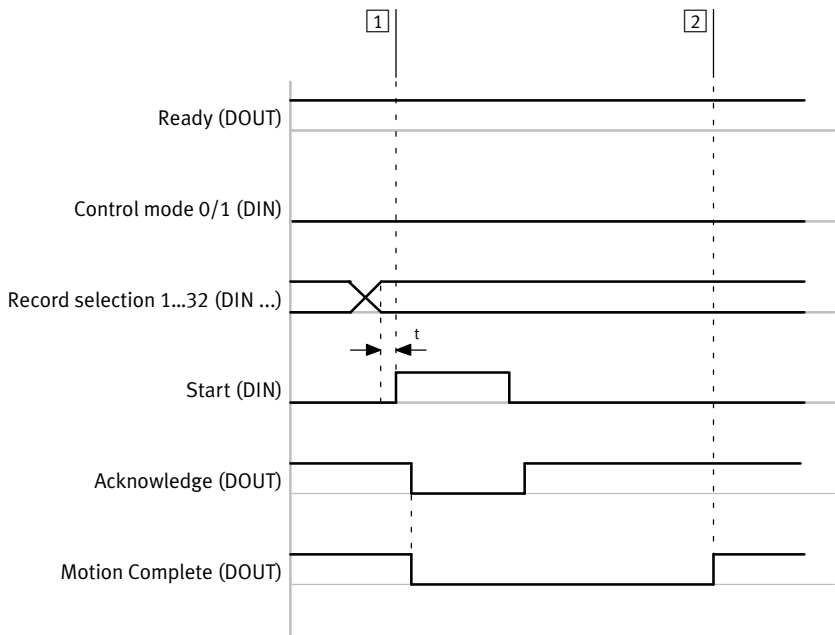 1
2
Ready (DOUT)
Control mode 0/1 (DIN)
Record selection 1...32 (DIN ...)
t
Start (DIN)
Acknowledge (DOUT)
Motion Complete (DOUT)